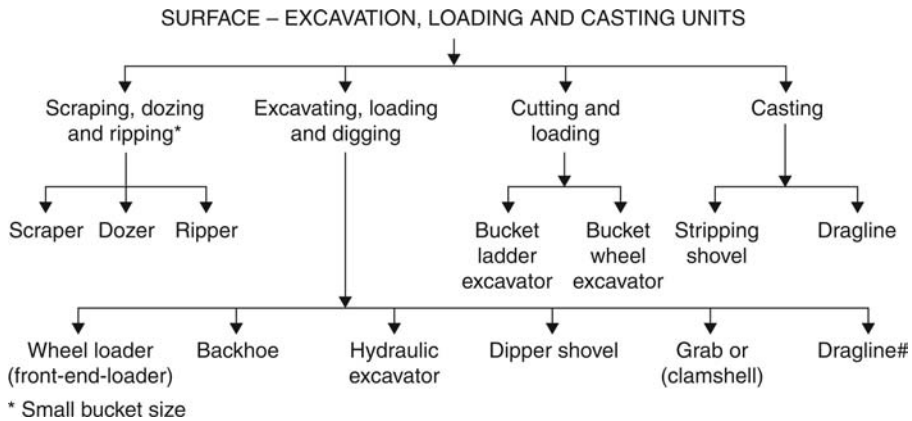 SURFACE – EXCAVATION, LOADING AND CASTING UNITS
Scraping, dozing
and ripping*
Excavating, loading
and digging
Cutting and
loading
Casting
Scraper
Dozer
Ripper
Bucket
ladder
excavator
Bucket
wheel
excavator
Stripping
shovel
Dragline
Wheel loader
(front-end-loader)
Backhoe
Hydraulic
excavator
Dipper shovel
Grab or
(clamshell)
Dragline#
* Small bucket size